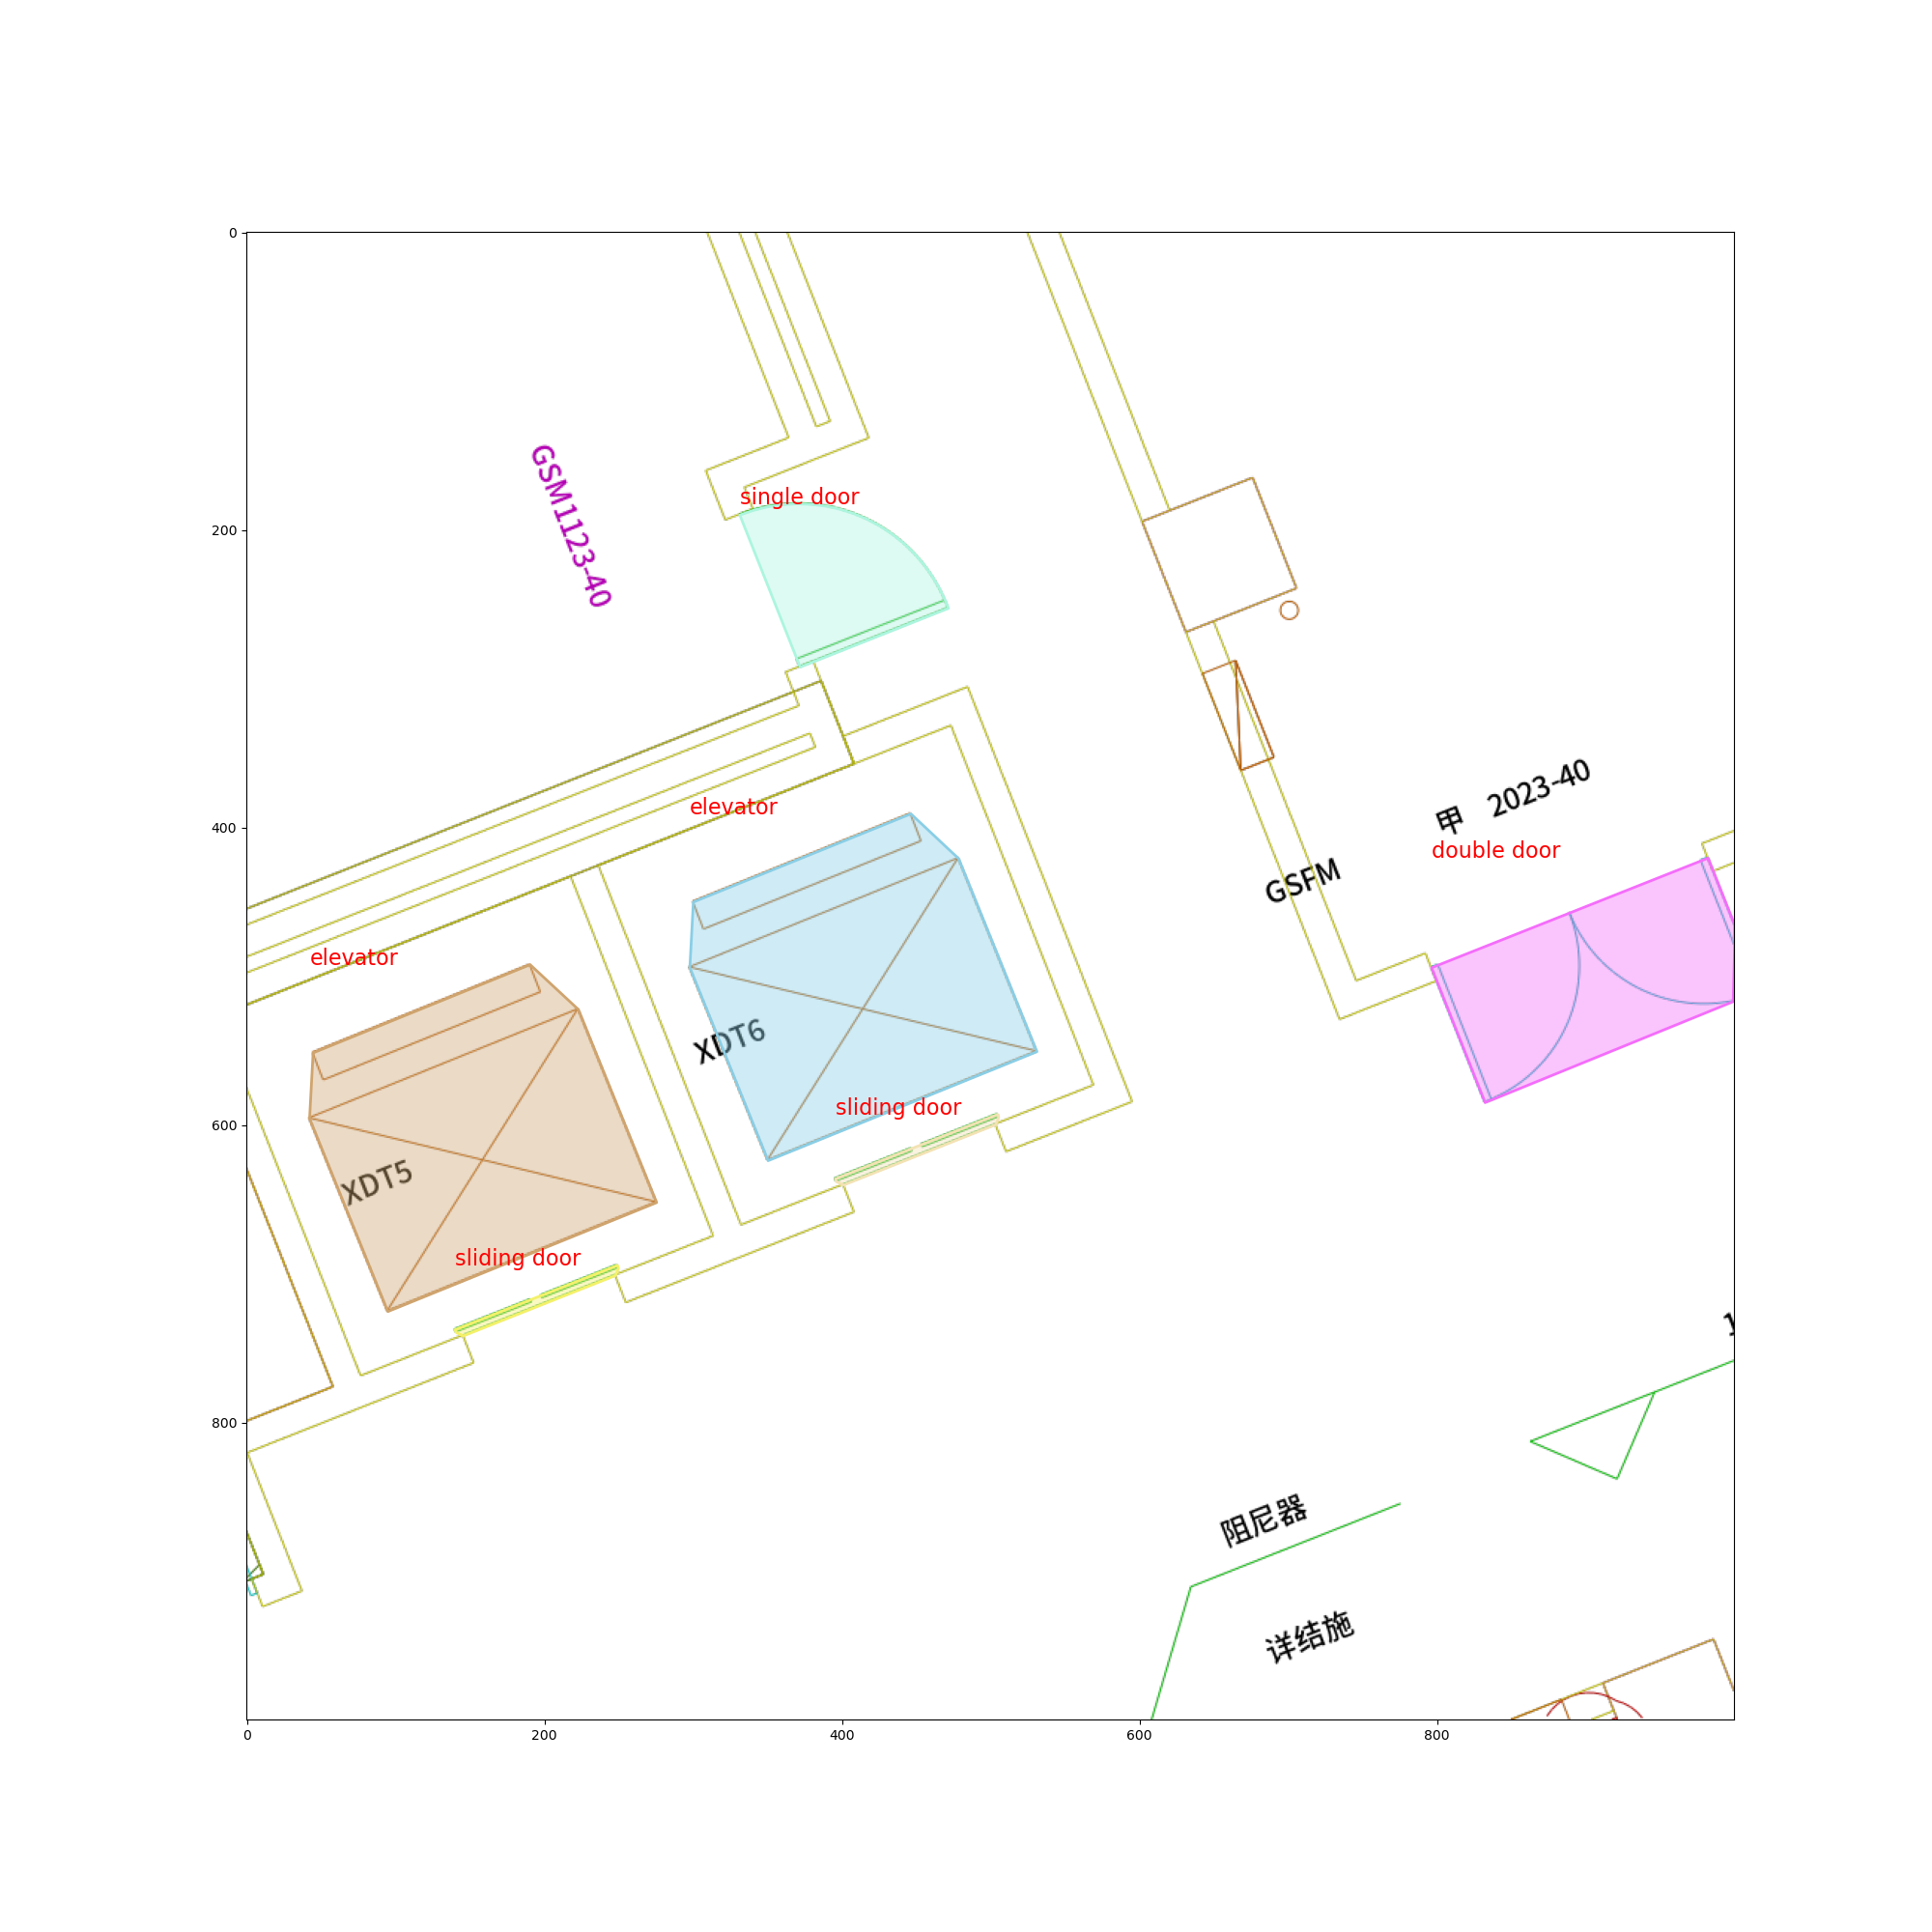 0
GSM1123-40
single door
200
甲 2023-40
elevator
400
double door
GSFM
elevator
XDT6
sliding door
600
XDT5
sliding door
800
阻尼器
详结施
0
200
400
600
800